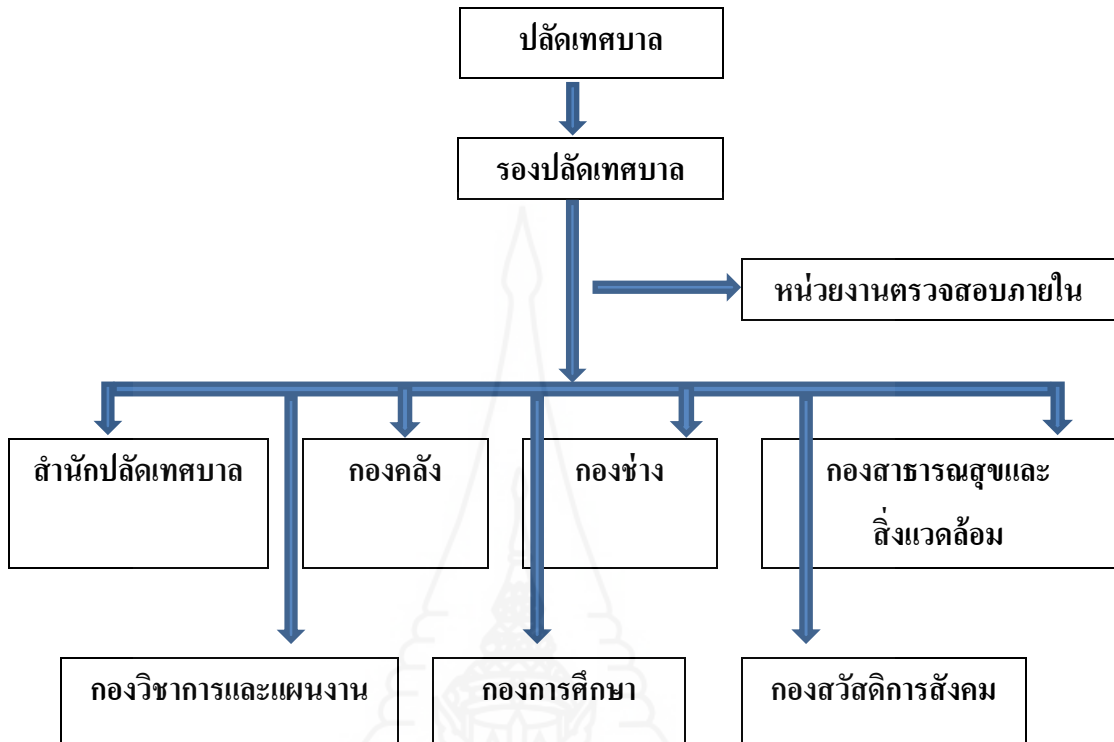 ปลัดเทศบาล
รองปลัดเทศบาล
หน่วยงานตรวจสอบภายใน
สำนักปลัดเทศบาล
กองคลัง
กองช่าง
กองสาธารณสุขและ
สิ่งแวดล้อม
กองวิชาการและแผนงาน
กองการศึกษา
กองสวัสดิการสังคม